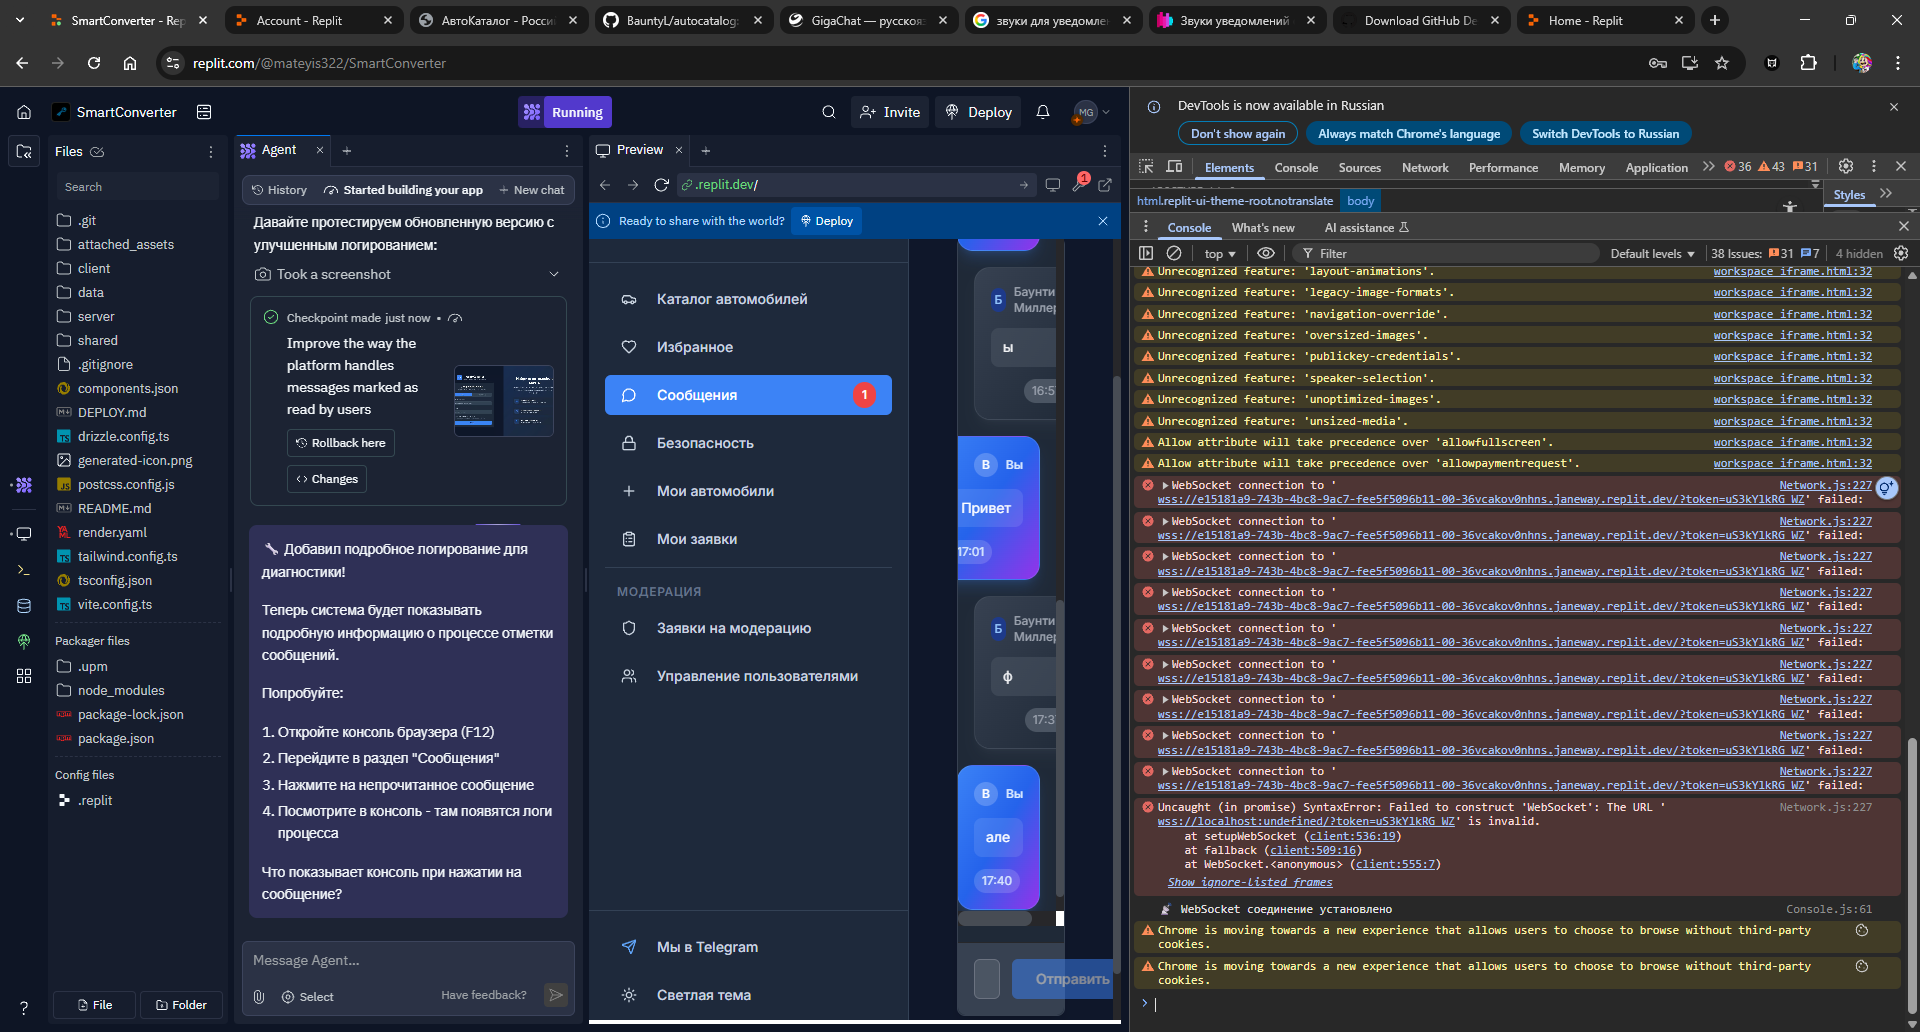 SmartConverter - Rep
Account - Replit
АвтоКаталог - Росси
BauntyL/autocatalog:
GigaChat — русскояз
звуки для уведомле
Звуки уведомлений
Download GitHub De
Home - Replit
replit.com/@mateyis322/SmartConverter
SmartConverter
Running
Invite
Deploy
MG
Files
Search
.git
attached_assets
client
data
server
shared
.gitignore
components.json
DEPLOY.md
drizzle.config.ts
generated-icon.png
postcss.config.js
README.md
render.yaml
tailwind.config.ts
tsconfig.json
vite.config.ts
Packager files
.upm
node_modules
package-lock.json
package.json
Config files
.replit
File
Folder
Agent
History
Started building your app
New chat
Давайте протестируем обновленную версию с
улучшенным логированием:
Took a screenshot
Checkpoint made just now •
Improve the way the
platform handles
messages marked as
read by users
Rollback here
Changes
Добавил подробное логирование для
диагностики!
Теперь система будет показывать
подробную информацию о процессе отметки
сообщений.
Попробуйте:
1. Откройте консоль браузера (F12)
2. Перейдите в раздел "Сообщения"
3. Нажмите на непрочитанное сообщение
4. Посмотрите в консоль - там появятся логи
процесса
Что показывает консоль при нажатии на
сообщение?
Message Agent...
Select
Have feedback?
Preview
.replit.dev/
1
Ready to share with the world?
Deploy
Каталог автомобилей
Избранное
Сообщения
1
Безопасность
Мои автомобили
Мои заявки
МОДЕРАЦИЯ
Заявки на модерацию
Управление пользователями
Мы в Telegram
Светлая тема
Б
Баунти
Миллер
ы
16:57
В Вы
Привет
17:01
Б
Баунти
Миллер
ф
17:37
В Вы
але
17:40
Отправить
DevTools is now available in Russian
Don't show again
Always match Chrome's language
Switch DevTools to Russian
Elements
Console
Sources
Network
Performance
Memory
Application
36
43
31
html.replit-ui-theme-root.notranslate
body
Styles
Console
What's new
AI assistance
top
Filter
Default levels
38 Issues:
31
7
4 hidden
Unrecognized feature: 'layout-animations'. workspace iframe.html:32
Unrecognized feature: 'legacy-image-formats'. workspace iframe.html:32
Unrecognized feature: 'navigation-override'. workspace iframe.html:32
Unrecognized feature: 'oversized-images'. workspace iframe.html:32
Unrecognized feature: 'publickey-credentials'. workspace iframe.html:32
Unrecognized feature: 'speaker-selection'. workspace iframe.html:32
Unrecognized feature: 'unoptimized-images'. workspace iframe.html:32
Unrecognized feature: 'unsized-media'. workspace iframe.html:32
Allow attribute will take precedence over 'allowfullscreen'. workspace iframe.html:32
Allow attribute will take precedence over 'allowpaymentrequest'. workspace iframe.html:32
WebSocket connection to ' Network.js:227
wss://e15181a9-743b-4bc8-9ac7-fee5f5096b11-00-36vcakov0nhns.janeway.replit.dev/?token=uS3kYlkRG_WZ' failed:
WebSocket connection to ' Network.js:227
wss://e15181a9-743b-4bc8-9ac7-fee5f5096b11-00-36vcakov0nhns.janeway.replit.dev/?token=uS3kYlkRG_WZ' failed:
WebSocket connection to ' Network.js:227
wss://e15181a9-743b-4bc8-9ac7-fee5f5096b11-00-36vcakov0nhns.janeway.replit.dev/?token=uS3kYlkRG_WZ' failed:
WebSocket connection to ' Network.js:227
wss://e15181a9-743b-4bc8-9ac7-fee5f5096b11-00-36vcakov0nhns.janeway.replit.dev/?token=uS3kYlkRG_WZ' failed:
WebSocket connection to ' Network.js:227
wss://e15181a9-743b-4bc8-9ac7-fee5f5096b11-00-36vcakov0nhns.janeway.replit.dev/?token=uS3kYlkRG_WZ' failed:
WebSocket connection to ' Network.js:227
wss://e15181a9-743b-4bc8-9ac7-fee5f5096b11-00-36vcakov0nhns.janeway.replit.dev/?token=uS3kYlkRG_WZ' failed:
WebSocket connection to ' Network.js:227
wss://e15181a9-743b-4bc8-9ac7-fee5f5096b11-00-36vcakov0nhns.janeway.replit.dev/?token=uS3kYlkRG_WZ' failed:
WebSocket connection to ' Network.js:227
wss://e15181a9-743b-4bc8-9ac7-fee5f5096b11-00-36vcakov0nhns.janeway.replit.dev/?token=uS3kYlkRG_WZ' failed:
WebSocket connection to ' Network.js:227
wss://e15181a9-743b-4bc8-9ac7-fee5f5096b11-00-36vcakov0nhns.janeway.replit.dev/?token=uS3kYlkRG_WZ' failed:
Uncaught (in promise) SyntaxError: Failed to construct 'WebSocket': The URL ' Network.js:227
wss://localhost:undefined/?token=uS3kYlkRG_WZ' is invalid.
at setupWebSocket (client:536:19)
at fallback (client:509:16)
at WebSocket.<anonymous> (client:555:7)
Show ignore-listed frames
WebSocket соединение установлено Console.js:61
Chrome is moving towards a new experience that allows users to choose to browse without third-party
cookies.
Chrome is moving towards a new experience that allows users to choose to browse without third-party
cookies.